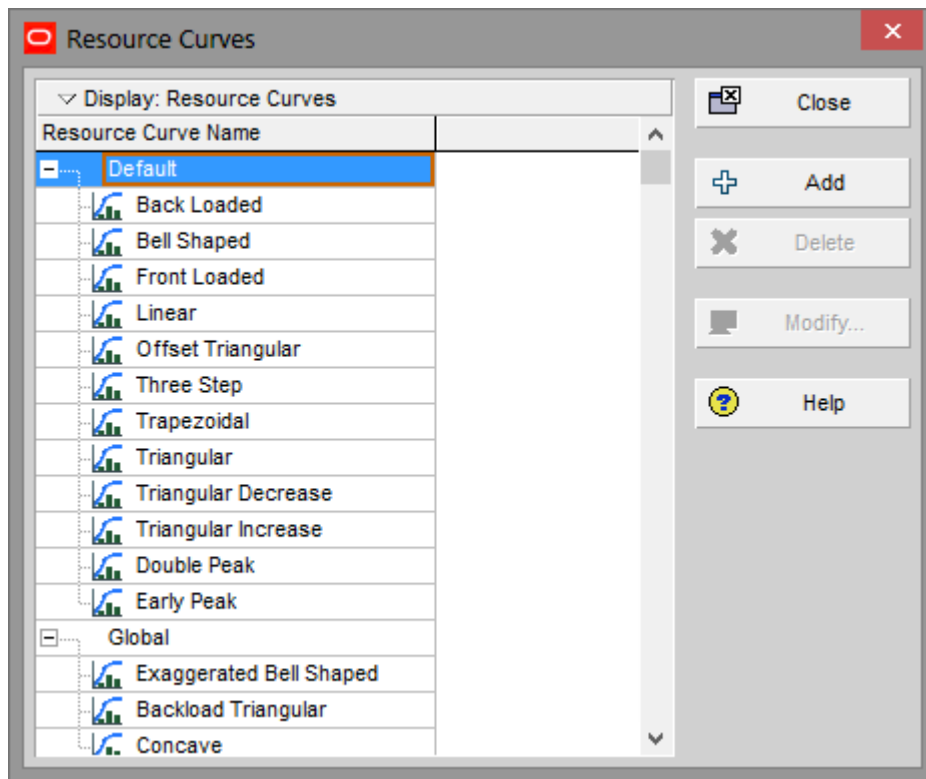 Resource Curves
Display: Resource Curves
Resource Curve Name
Default
Back Loaded
Bell Shaped
Front Loaded
Linear
Offset Triangular
Three Step
Trapezoidal
Triangular
Triangular Decrease
Triangular Increase
Double Peak
Early Peak
Global
Exaggerated Bell Shaped
Backload Triangular
Concave
Close
Add
Delete
Modify...
Help